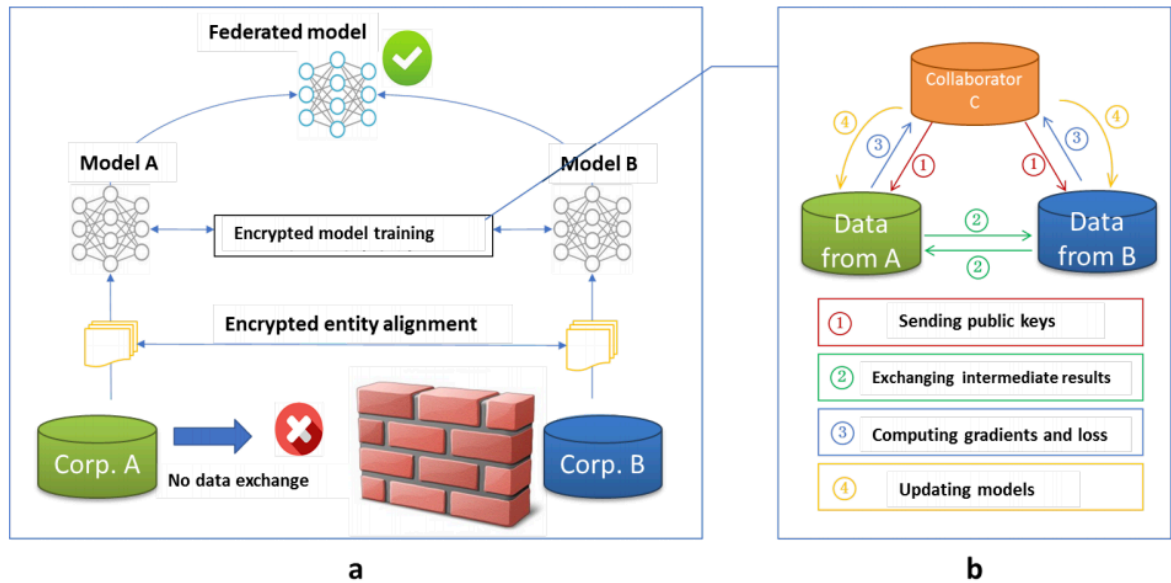 Federated model
Model A
Model B
Encrypted model training
Encrypted entity alignment
Corp. A
No data exchange
Corp. B
a
Collaborator
C
4
3
1
1
3
4
Data
from A
2
2
Data
from B
1 Sending public keys
2 Exchanging intermediate results
3 Computing gradients and loss
4 Updating models
b